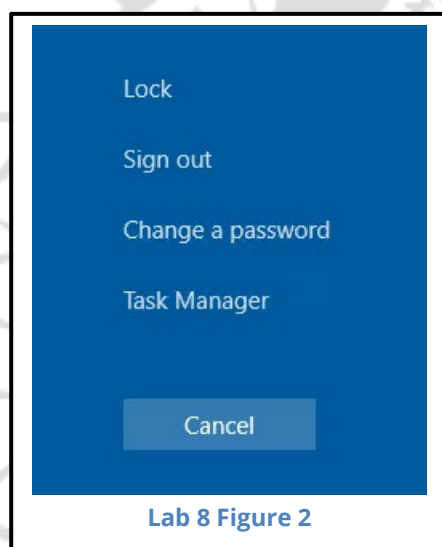 Lock
Sign out
Change a password
Task Manager
Cancel
Lab 8 Figure 2